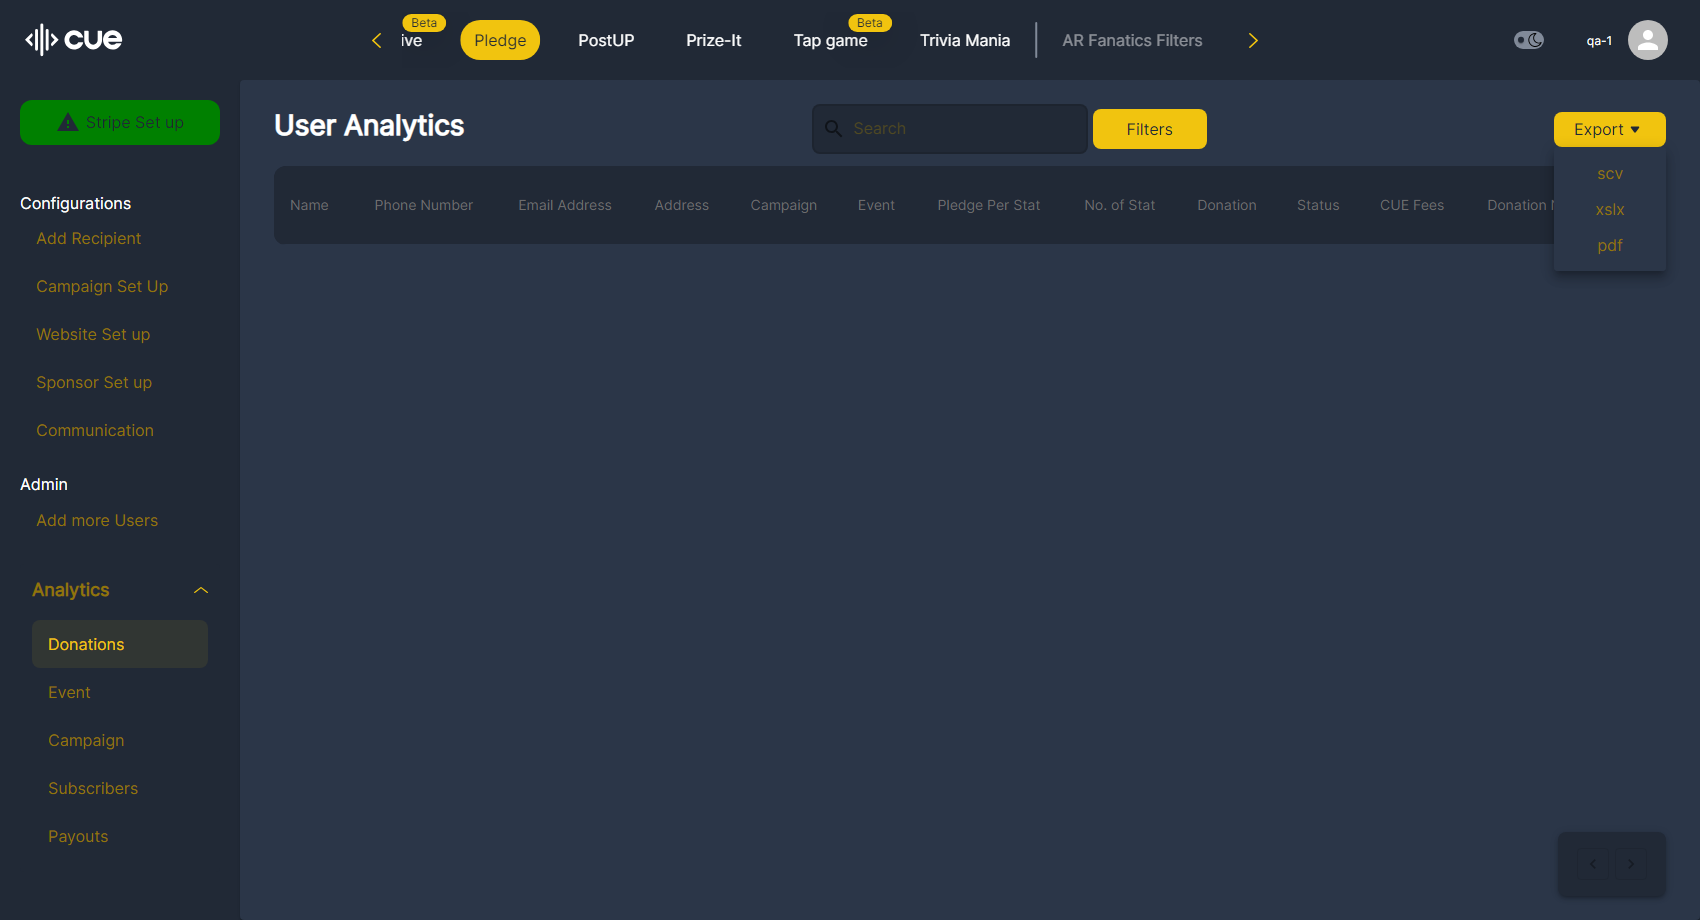 cue
Beta
ive
Pledge
PostUP
Prize-It
Beta
Tap game
Trivia Mania
AR Fanatics Filters
qa-1
Stripe Set up
Configurations
Add Recipient
Campaign Set Up
Website Set up
Sponsor Set up
Communication
Admin
Add more Users
Analytics
Donations
Event
Campaign
Subscribers
Payouts
User Analytics
Search
Filters
Export
scv
xslx
pdf
Name Phone Number Email Address Address Campaign Event Pledge Per Stat No. of Stat Donation Status CUE Fees Donation